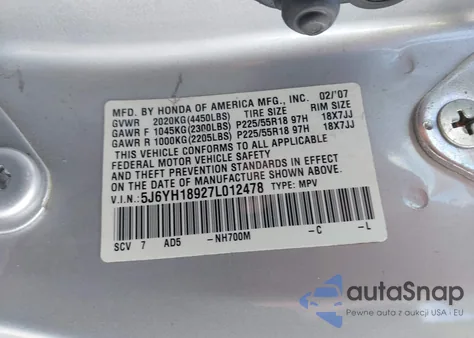 MFD. BY HONDA OF AMERICA MFG., INC. 02/'07
GVWR 2020KG(4450LBS) TIRE SIZE RIM SIZE
GAWR F 1045KG(2300LBS) P225/55R18 97H 18X7JJ
GAWR R 1000KG(2205LBS) P225/55R18 97H 18X7JJ
THIS VEHICLE CONFORMS TO ALL APPLICABLE
FEDERAL MOTOR VEHICLE SAFETY
AND THEFT PREVENTION STANDARDS IN EFFECT
ON THE DATE OF MANUFACTURE SHOWN ABOVE.
V.I.N.: 5J6YH18927L012478 TYPE: MPV
SCV 7 AD5 -NH700M -C -L
autoSnap
Pewne auta z aukcji USA - EU